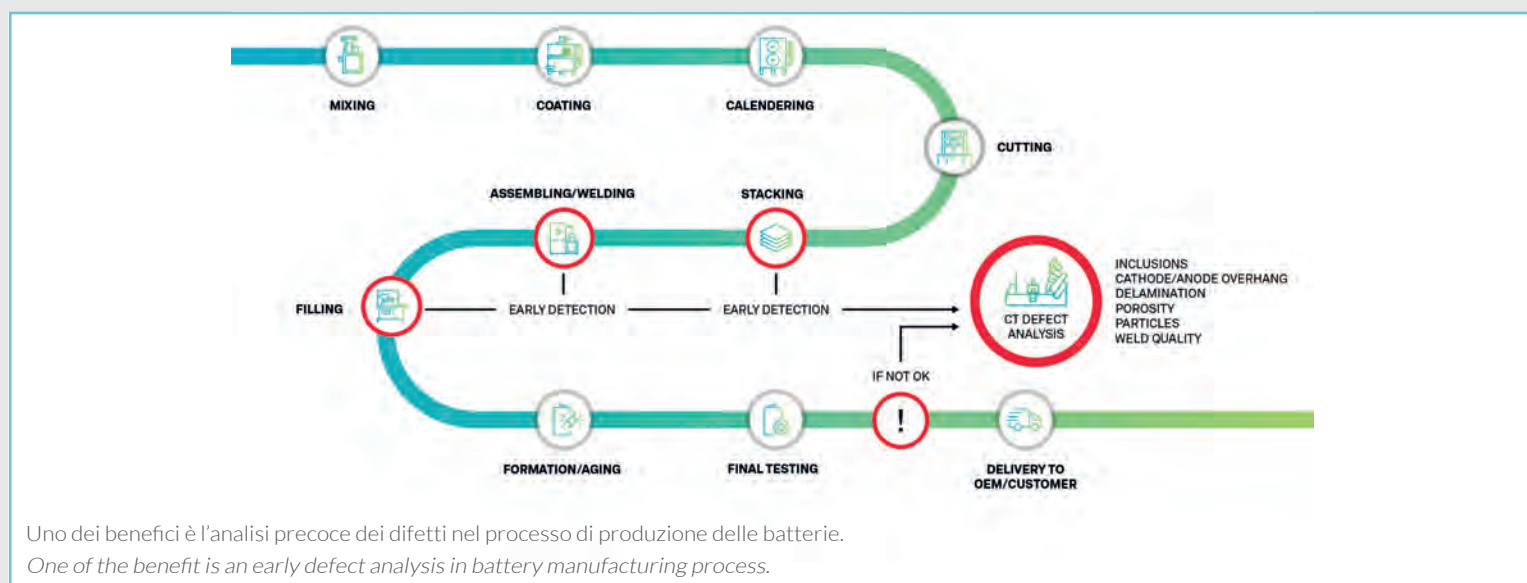 MIXING
COATING
CALENDERING
CUTTING
ASSEMBLING/WELDING
STACKING
FILLING
EARLY DETECTION
EARLY DETECTION
CT DEFECT
ANALYSIS
INCLUSIONS
CATHODE/ANODE OVERHANG
DELAMINATION
POROSITY
PARTICLES
WELD QUALITY
IF NOT OK
!
FORMATION/AGING
FINAL TESTING
DELIVERY TO
OEM/CUSTOMER
Uno dei benefici è l'analisi precoce dei difetti nel processo di produzione delle batterie.
One of the benefit is an early defect analysis in battery manufacturing process.